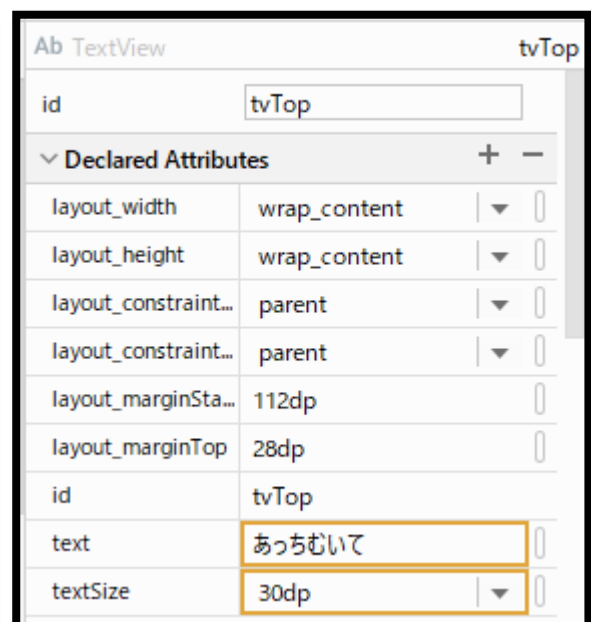 Ab TextView tvTop
id tvTop
Declared Attributes
layout_width wrap_content
layout_height wrap_content
layout_constraint... parent
layout_constraint... parent
layout_marginSta... 112dp
layout_marginTop 28dp
id tvTop
text あっちむいて
textSize 30dp